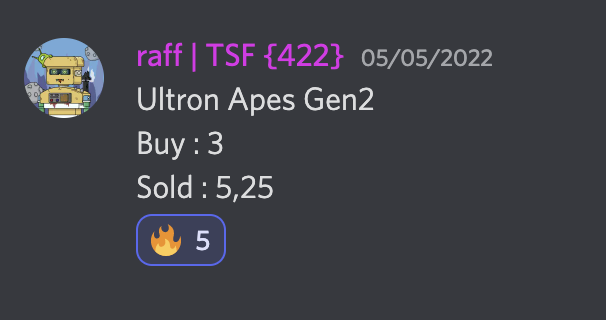 raff | TSF {422} 05/05/2022
Ultron Apes Gen2
Buy : 3
Sold : 5,25
🔥 5